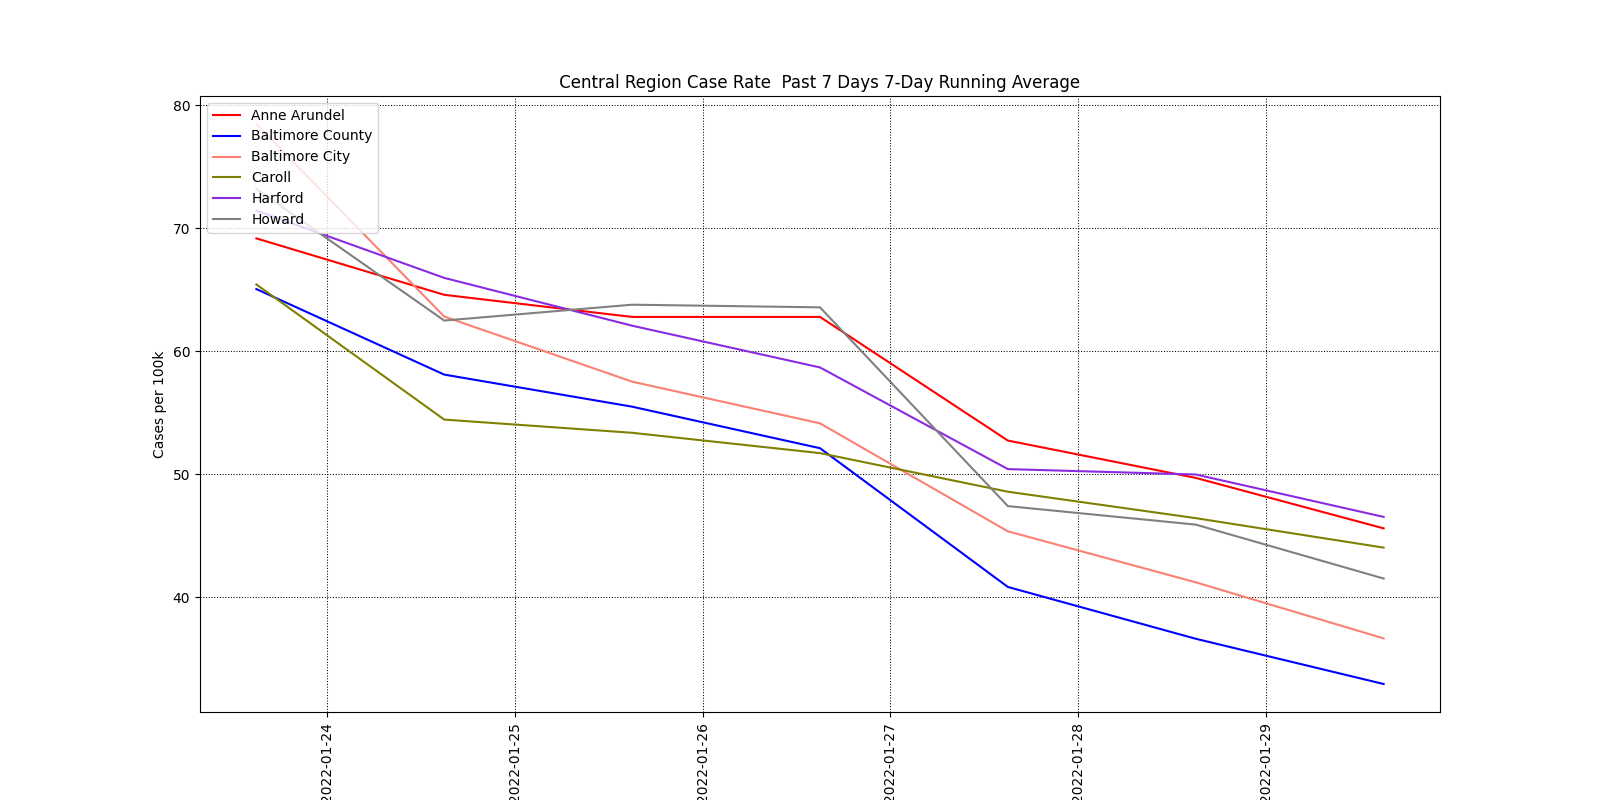 Central Region Case Rate  Past 7 Days 7-Day Running Average
80
70
60
50
40
Cases per 100k
Anne Arundel
Baltimore County
Baltimore City
Caroll
Harford
Howard
2022-01-24
2022-01-25
2022-01-26
2022-01-27
2022-01-28
2022-01-29